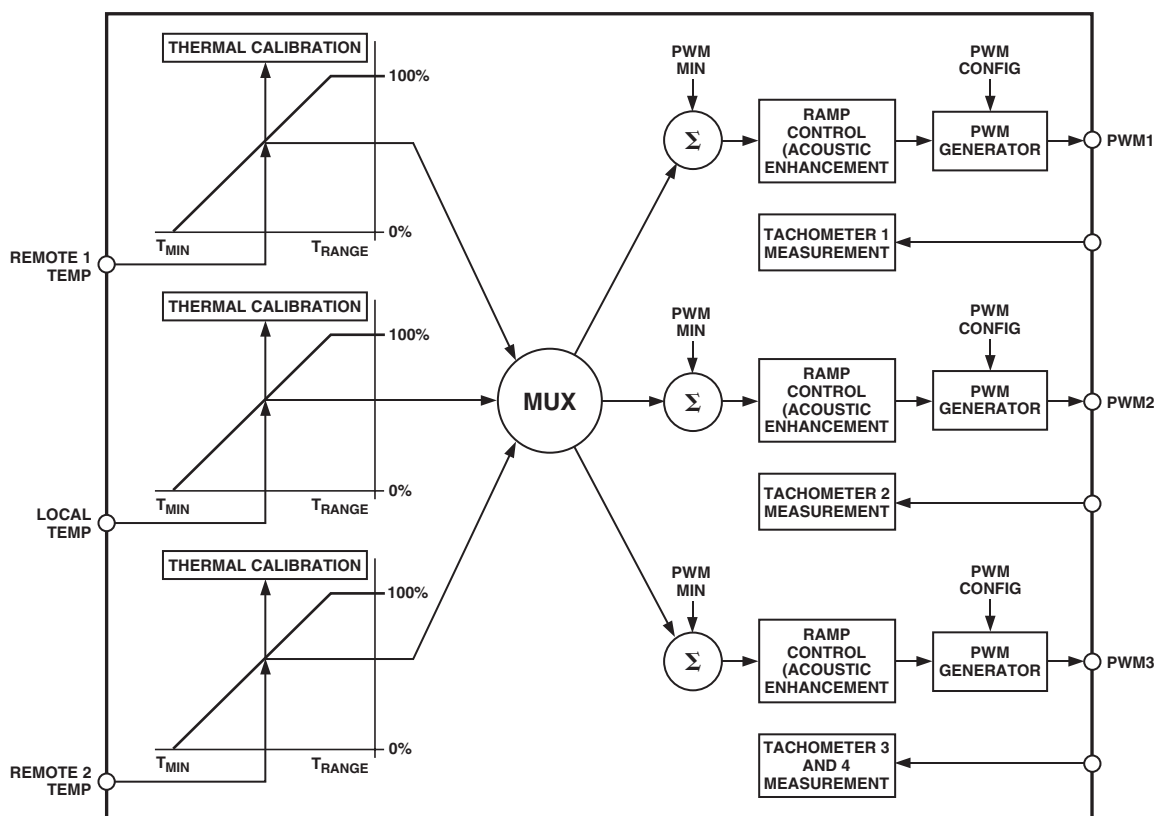 THERMAL CALIBRATION
100%
0%
T_MIN
T_RANGE
REMOTE 1
TEMP
THERMAL CALIBRATION
100%
0%
T_MIN
T_RANGE
LOCAL
TEMP
THERMAL CALIBRATION
100%
0%
T_MIN
T_RANGE
REMOTE 2
TEMP
MUX
PWM
MIN
Σ
RAMP
CONTROL
(ACOUSTIC
ENHANCEMENT
PWM
CONFIG
PWM
GENERATOR
PWM1
TACHOMETER 1
MEASUREMENT
PWM
MIN
Σ
RAMP
CONTROL
(ACOUSTIC
ENHANCEMENT
PWM
CONFIG
PWM
GENERATOR
PWM2
TACHOMETER 2
MEASUREMENT
PWM
MIN
Σ
RAMP
CONTROL
(ACOUSTIC
ENHANCEMENT
PWM
CONFIG
PWM
GENERATOR
PWM3
TACHOMETER 3
AND 4
MEASUREMENT